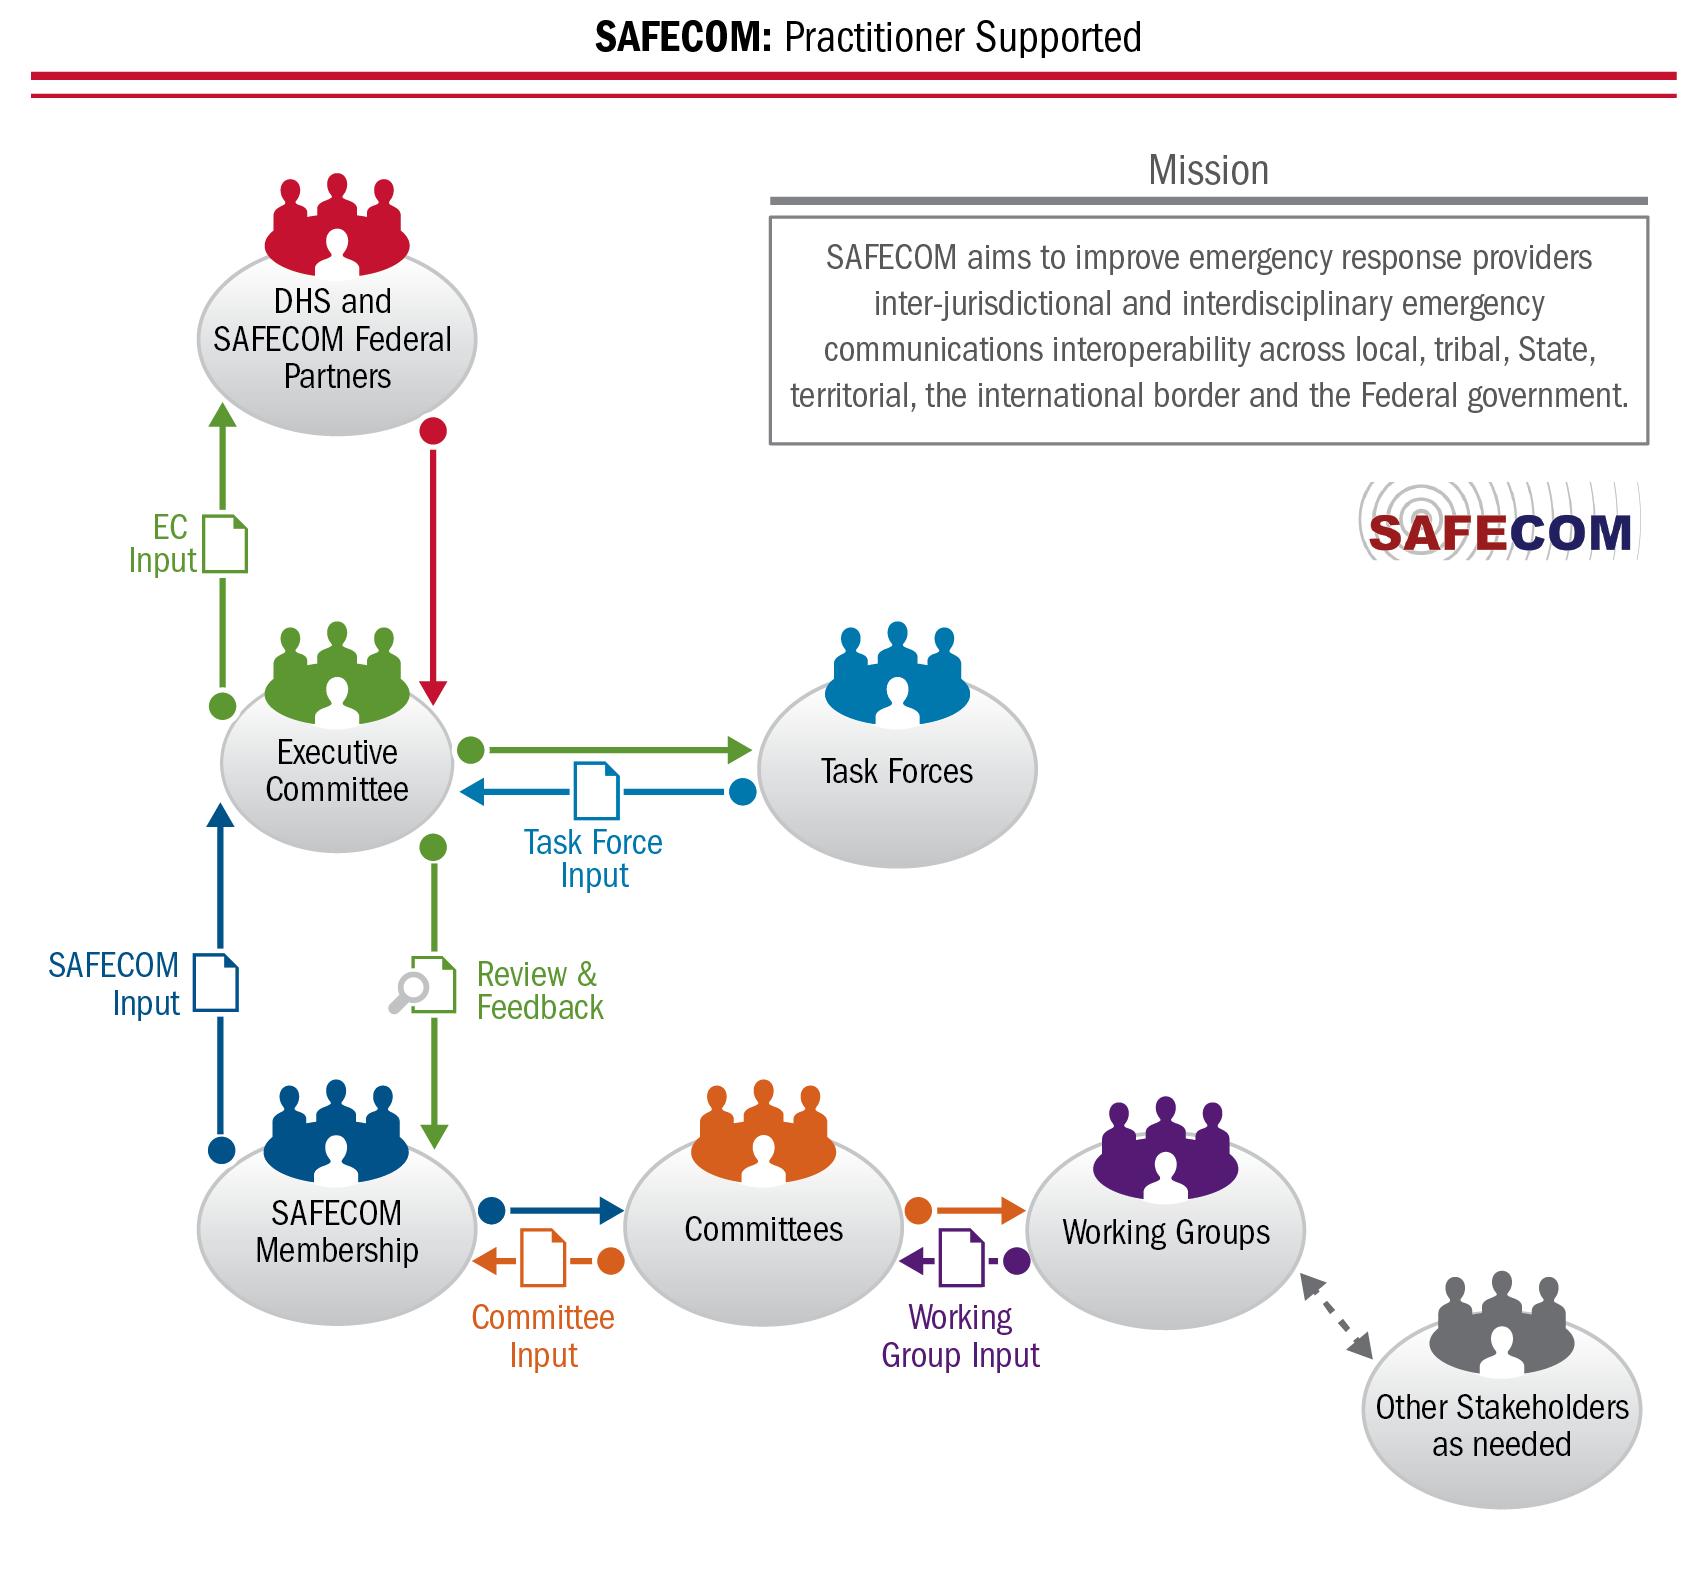 SAFECOM: Practitioner Supported
Mission
SAFECOM aims to improve emergency response providers
inter-jurisdictional and interdisciplinary emergency
communications interoperability across local, tribal, State,
territorial, the international border and the Federal government.
SAFECOM
DHS and
SAFECOM Federal
Partners
EC
Input
Executive
Committee
Task Forces
Task Force
Input
SAFECOM
Input
Review &
Feedback
SAFECOM
Membership
Committees
Working Groups
Committee
Input
Working
Group Input
Other Stakeholders
as needed